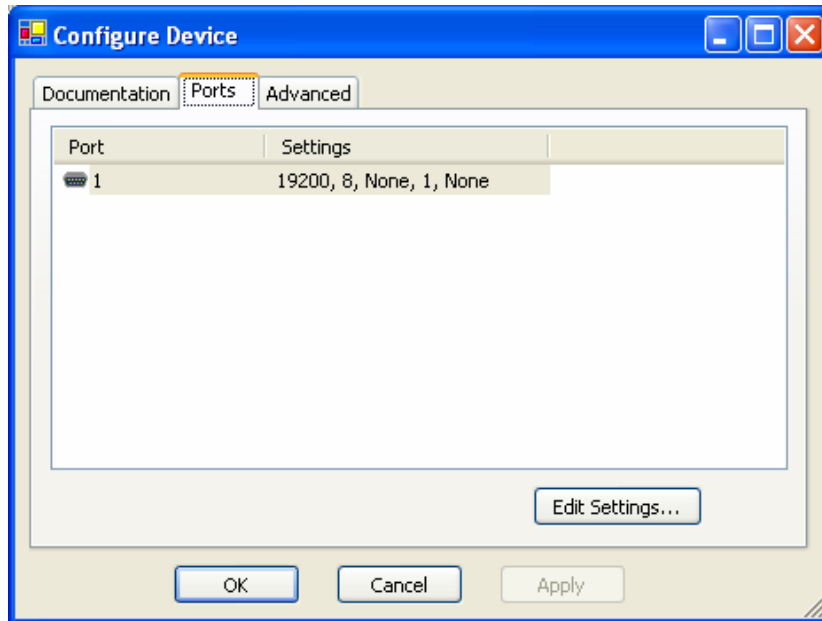 Configure Device
Documentation Ports Advanced
Port Settings
1 19200, 8, None, 1, None
Edit Settings...
OK Cancel Apply